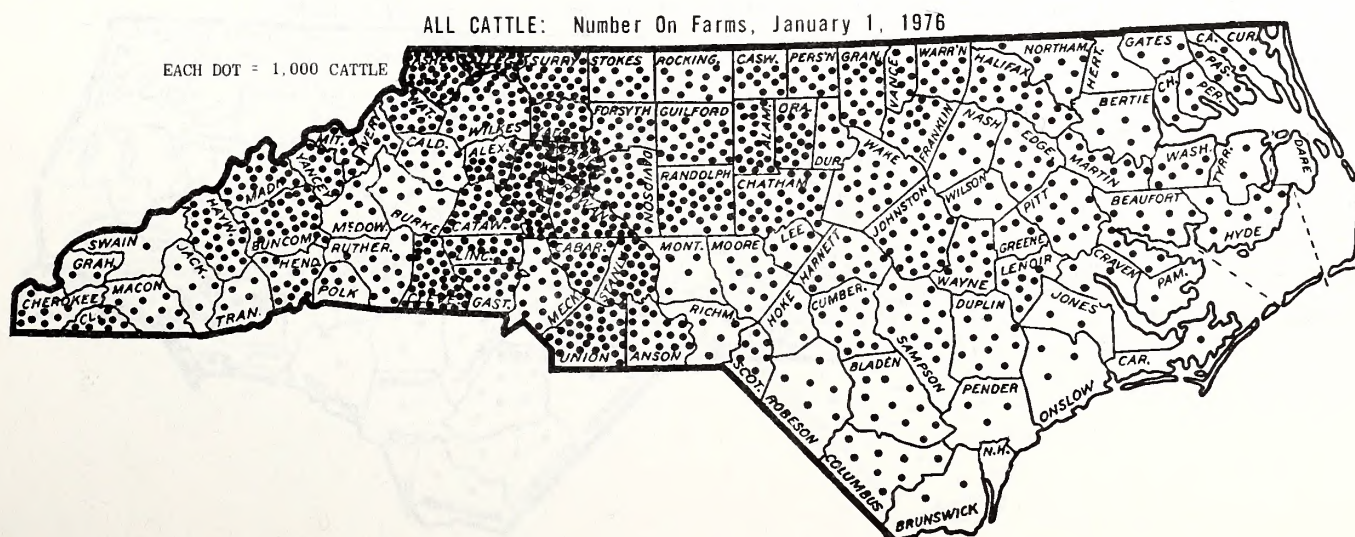 ALL CATTLE: Number On Farms, January 1, 1976
EACH DOT = 1,000 CATTLE
ASHE
SURRY
STOKES
ROCKING.
CASW.
PERS'N
GRAN.
VANCE
WARR'N
NORTHAM.
HALIFAX
HERT.
GATES
CA.
CUR.
PAS.
PER.
CH.
BERTIE
WAT.
WILKES
FORSYTH
GUILFORD
ALAM.
ORA.
DUR.
FRANKLIN
NASH
EDGE.
MARTIN
WASH.
TYRR.
DARE
MIT.
AVERY
YANCEY
CALD.
ALEX.
DAVIDSON
RANDOLPH
CHATHAM
WAKE
WILSON
PITT
BEAUFORT
HYDE
MADI.
HAYW.
BUNCOM.
McDOW.
BURKE
CATAW.
ROWAN
LEE
JOHNSTON
GREENE
CRAVEN
PAM.
SWAIN
GRAH.
JACK.
HEND.
RUTHER.
POLK
LINC.
GAST.
CABAR.
STANLY
MONT.
MOORE
HARNETT
WAYNE
LENOIR
JONES
CHEROKEE
CL.
MACON
TRAN.
MECK.
UNION
ANSON
RICHM.
HOKE
CUMBER.
SAMPSON
DUPLIN
ONSLOW
CAR.
SCOT.
ROBESON
BLADEN
PENDER
COLUMBUS
N.H.
BRUNSWICK